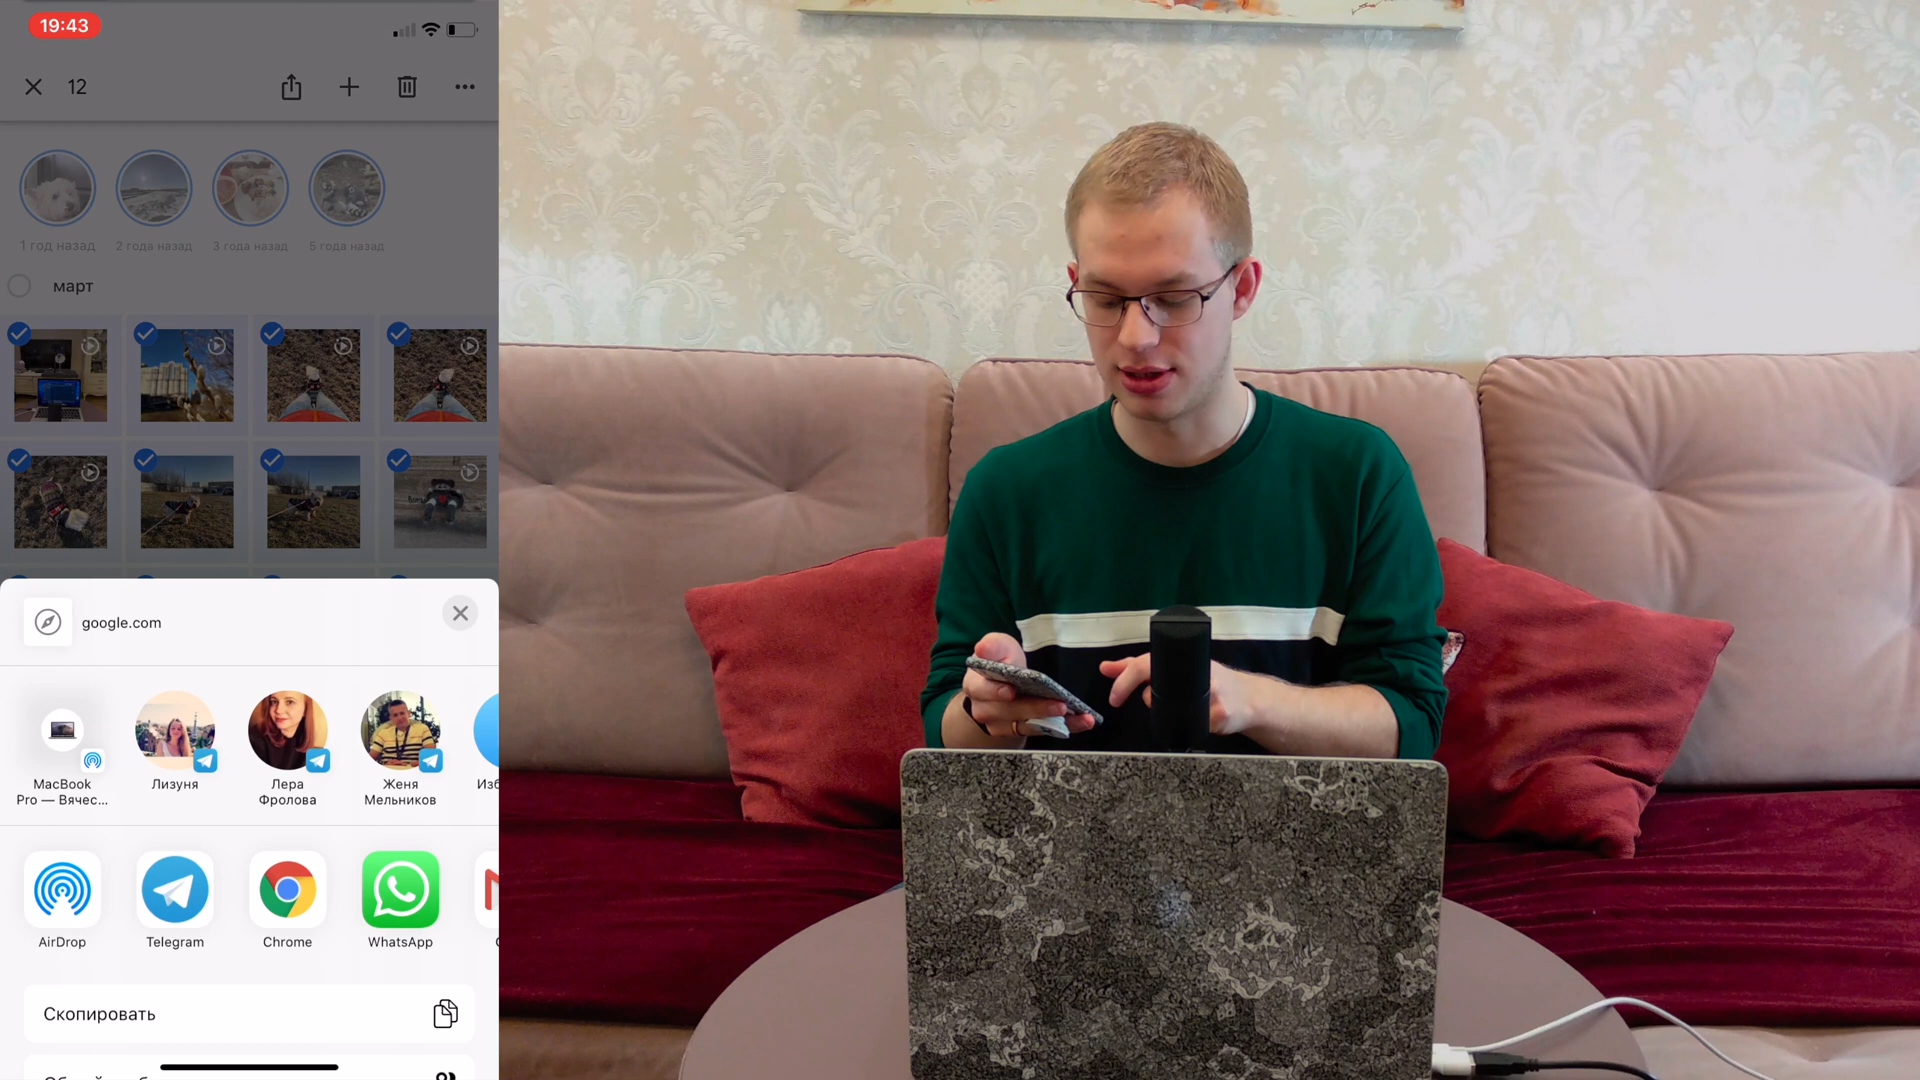 19:43
12
1 год назад
2 года назад
3 года назад
5 года назад
март
google.com
MacBook
Pro — Вячес...
Лизуня
Лера
Фролова
Женя
Мельников
Изб
AirDrop
Telegram
Chrome
WhatsApp
Скопировать